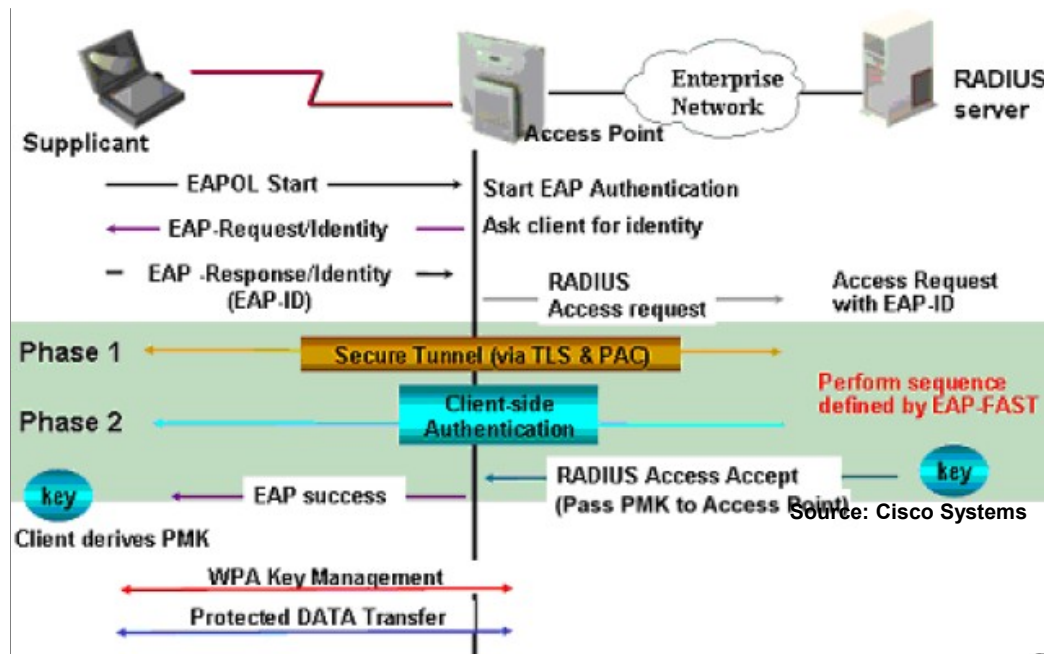 Enterprise
Network
RADIUS
server
Supplicant
Access Point
EAPOL Start
Start EAP Authentication
EAP-Request/Identity
Ask client for identity
EAP -Response/Identity
(EAP-ID)
RADIUS
Access request
Access Request
with EAP-ID
Phase 1
Secure Tunnel (via TLS & PAC)
Perform sequence
defined by EAP-FAST
Phase 2
Client-side
Authentication
key
EAP success
RADIUS Access Accept
(Pass PMK to Access Point)
key
Source: Cisco Systems
Client derives PMK
WPA Key Management
Protected DATA Transfer